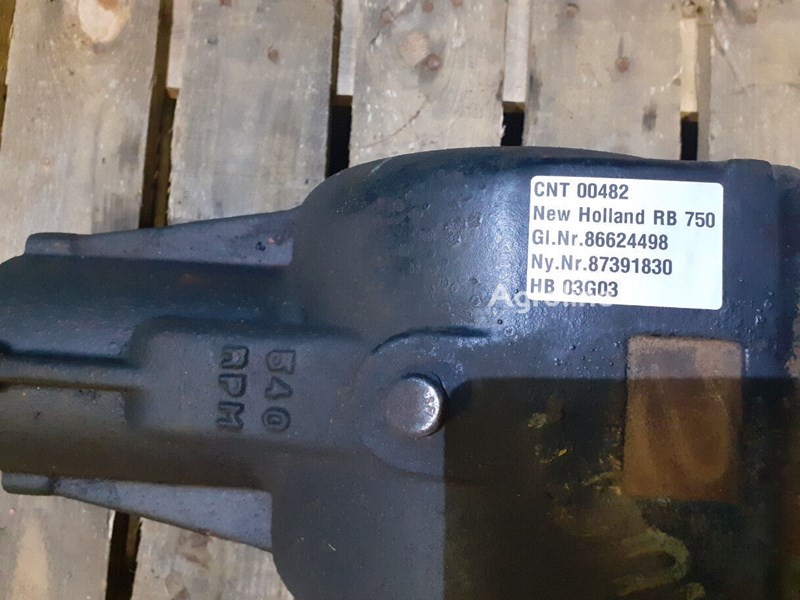 CNT 00482
New Holland RB 750
Gl.Nr.86624498
Ny.Nr.87391830
HB 03G03
540
RPM